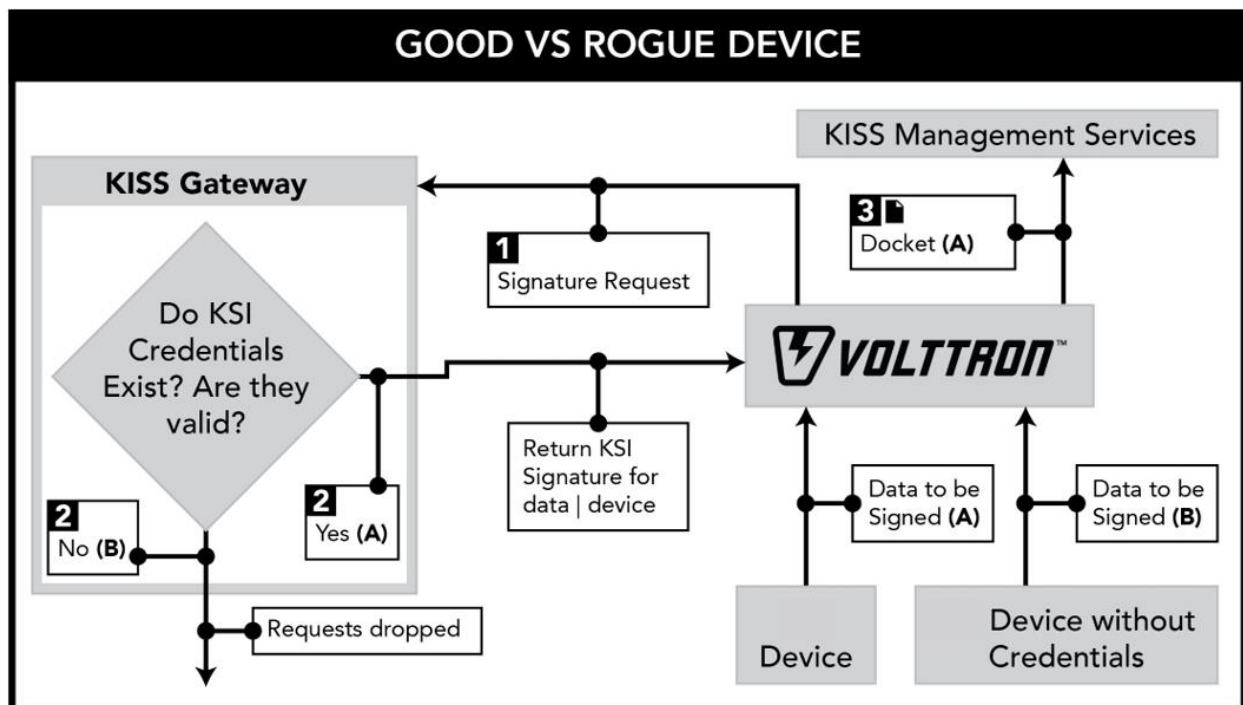 GOOD VS ROGUE DEVICE
KISS Management Services
KISS Gateway
3
Docket (A)
1
Signature Request
Do KSI
Credentials
Exist? Are they
valid?
VOLTTRON™
Return KSI
Signature for
data | device
2
No (B)
2
Yes (A)
Data to be
Signed (A)
Data to be
Signed (B)
Requests dropped
Device
Device without
Credentials